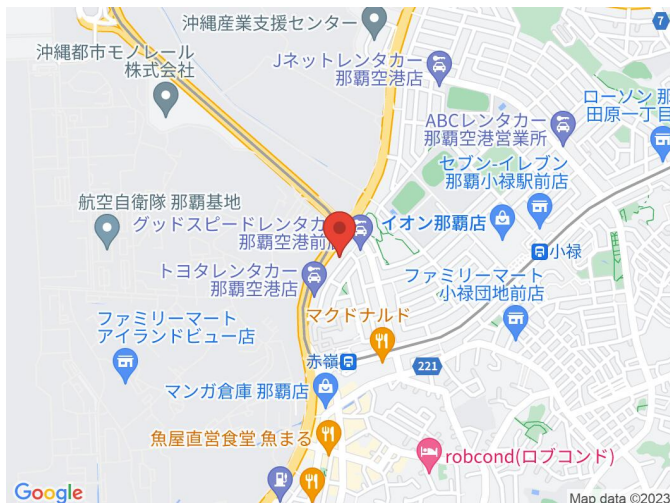 沖縄産業支援センター
7
沖縄都市モノレール
株式会社
Jネットレンタカー
那覇空港店
ローソン 那
田原一丁目
ABCレンタカー
那覇空港営業所
セブン-イレブン
那覇小禄駅前店
航空自衛隊 那覇基地
グッドスピードレンタカ
那覇空港前店
イオン那覇店
小禄
トヨタレンタカー
那覇空港店
ファミリーマート
小禄団地前店
マクドナルド
ファミリーマート
アイランドビュー店
赤嶺
221
マンガ倉庫 那覇店
魚屋直営食堂 魚まる
robcond(ロブコンド)
Google
Map data ©2023